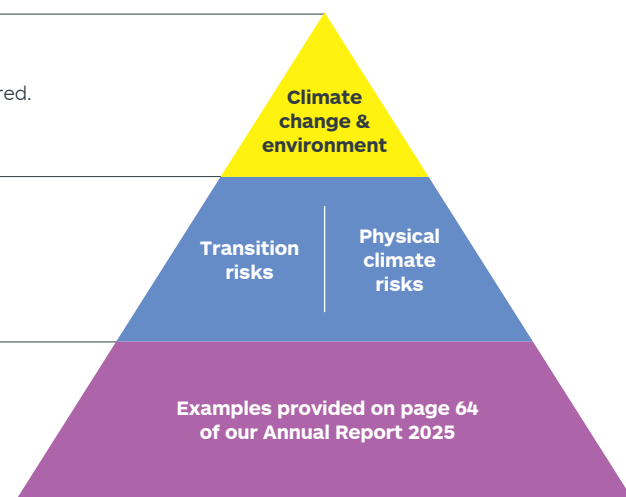 red.
Climate
change &
environment
Transition
risks
Physical
climate
risks
Examples provided on page 64
of our Annual Report 2025